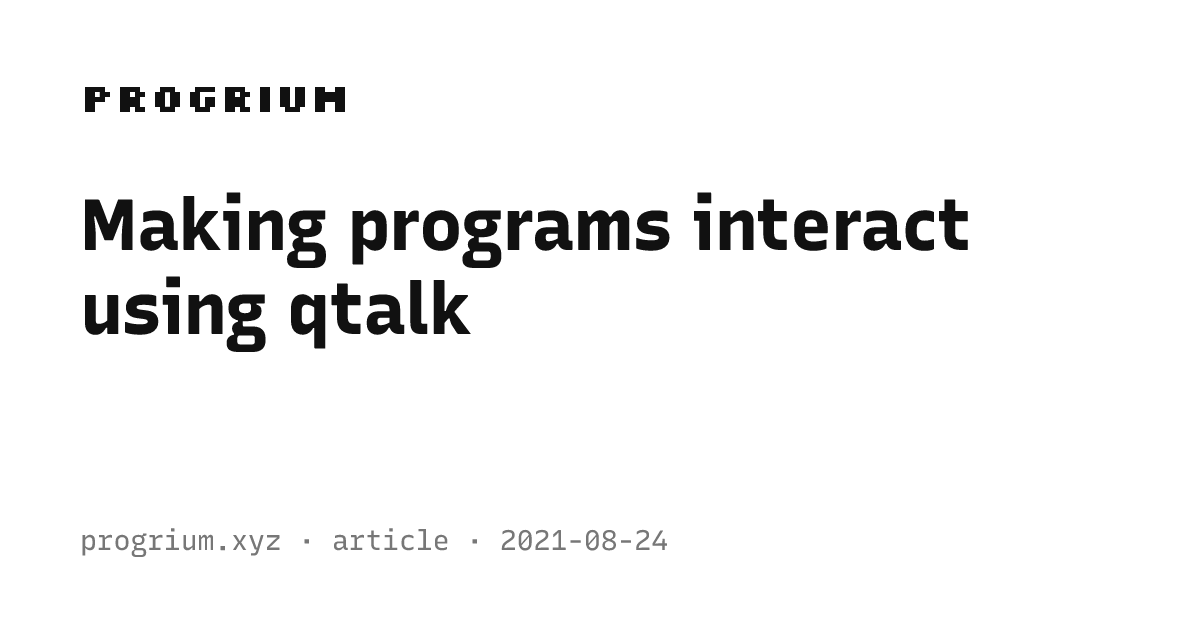 PROGRIUM
Making programs interact
using qtalk
progrium.xyz · article · 2021-08-24